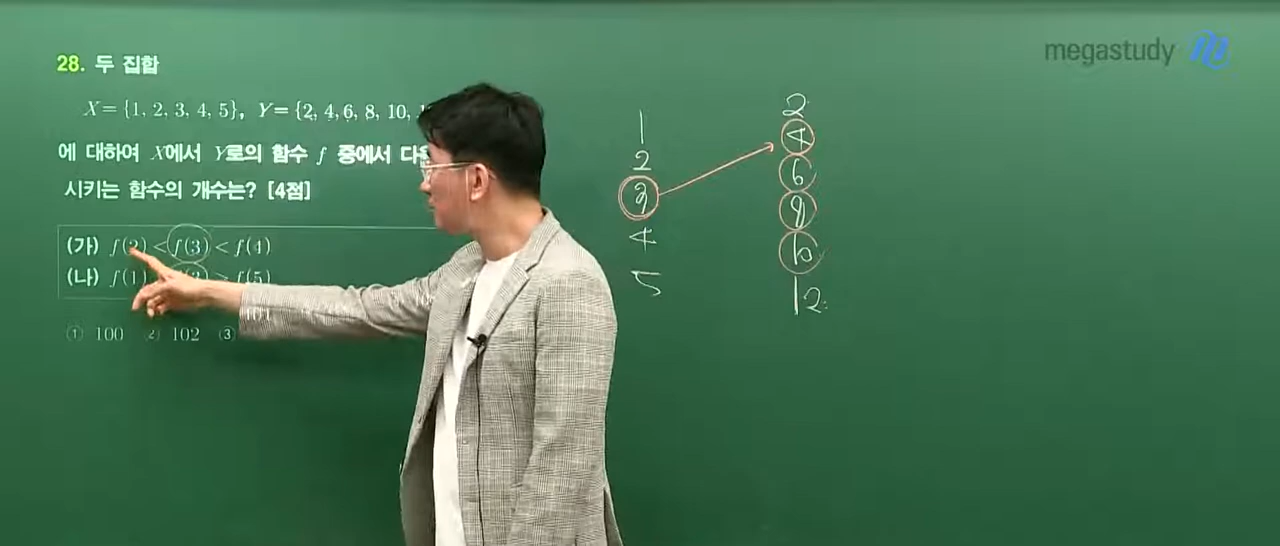 megastudy
28. 두 집합
X = {1, 2, 3, 4, 5}, Y = {2, 4, 6, 8, 10,
에 대하여 X에서 Y로의 함수 f 중에서
시키는 함수의 개수는? [4점]
(가) f(2) < f(3) < f(4)
(나) f(1) > f(5)
① 100 ② 102 ③
1
2
3
4
5
2
4
6
8
10
12